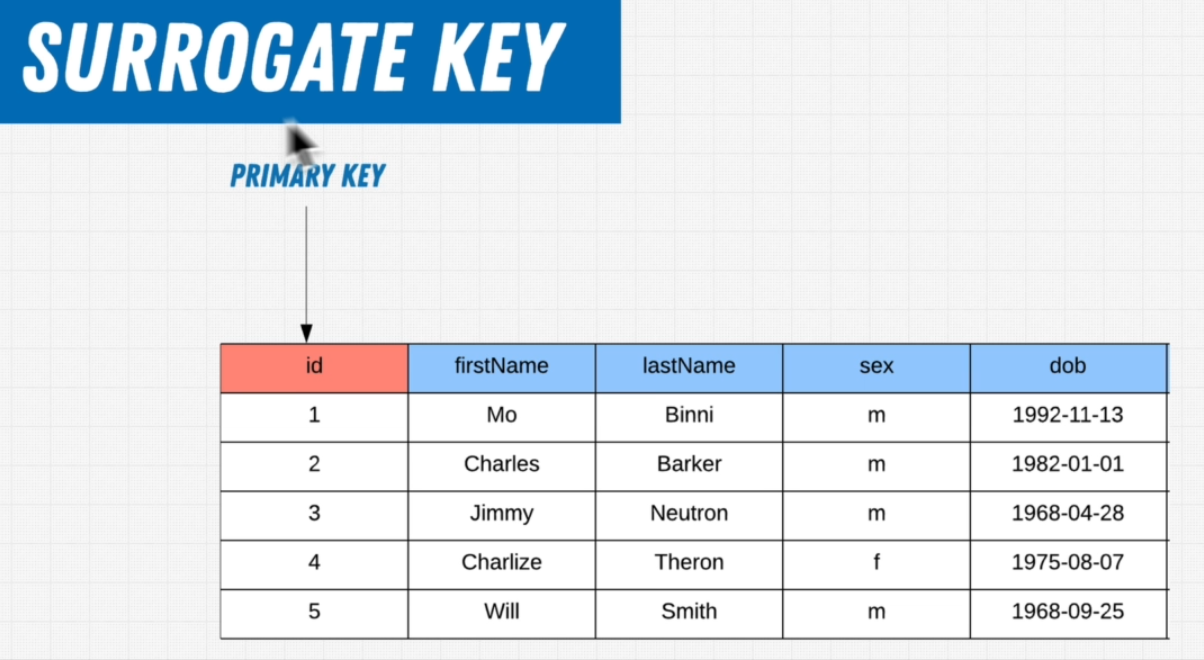 SURROGATE KEY
PRIMARY KEY
id firstName lastName sex dob
1 Mo Binni m 1992-11-13
2 Charles Barker m 1982-01-01
3 Jimmy Neutron m 1968-04-28
4 Charlize Theron f 1975-08-07
5 Will Smith m 1968-09-25